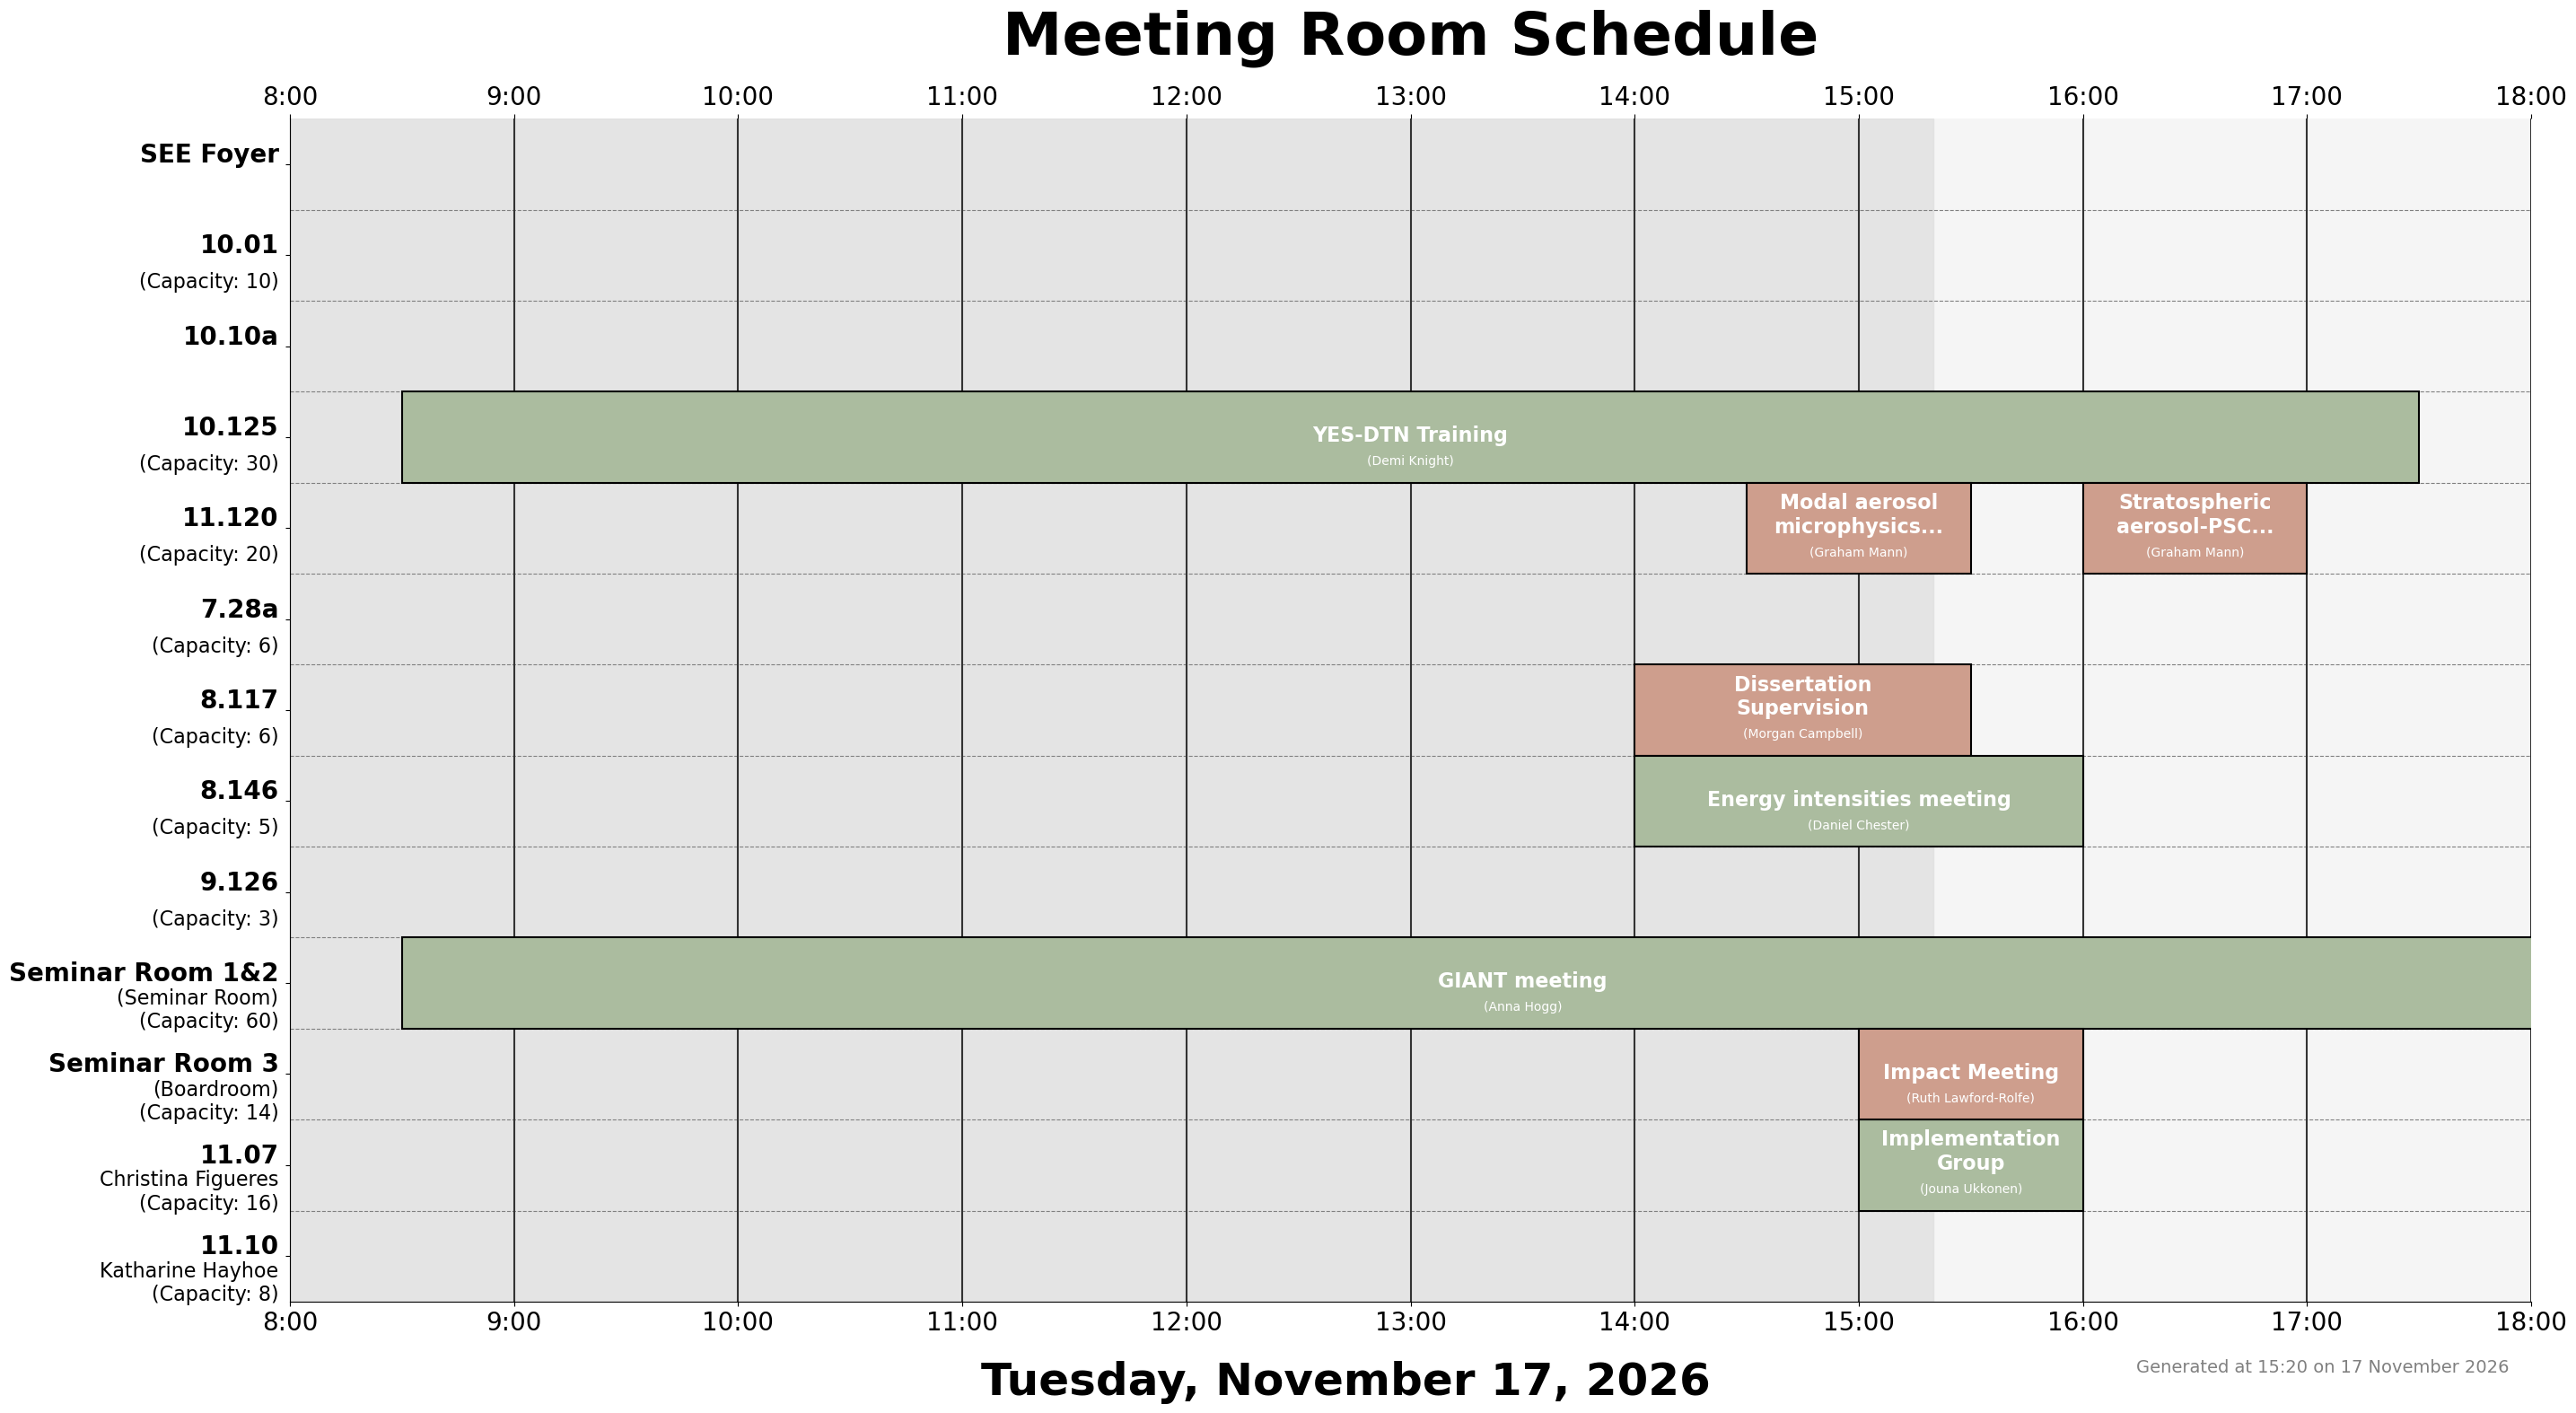 Meeting Room Schedule
8:00 9:00 10:00 11:00 12:00 13:00 14:00 15:00 16:00 17:00 18:00
SEE Foyer
10.01
(Capacity: 10)
10.10a
10.125
(Capacity: 30)
YES-DTN Training
(Demi Knight)
11.120
(Capacity: 20)
Modal aerosol
microphysics...
(Graham Mann)
Stratospheric
aerosol-PSC...
(Graham Mann)
7.28a
(Capacity: 6)
8.117
(Capacity: 6)
Dissertation
Supervision
(Morgan Campbell)
8.146
(Capacity: 5)
Energy intensities meeting
(Daniel Chester)
9.126
(Capacity: 3)
Seminar Room 1&2
(Seminar Room)
(Capacity: 60)
GIANT meeting
(Anna Hogg)
Seminar Room 3
(Boardroom)
(Capacity: 14)
Impact Meeting
(Ruth Lawford-Rolfe)
11.07
Christina Figueres
(Capacity: 16)
Implementation
Group
(Jouna Ukkonen)
11.10
Katharine Hayhoe
(Capacity: 8)
8:00 9:00 10:00 11:00 12:00 13:00 14:00 15:00 16:00 17:00 18:00
Tuesday, November 17, 2026
Generated at 15:20 on 17 November 2026